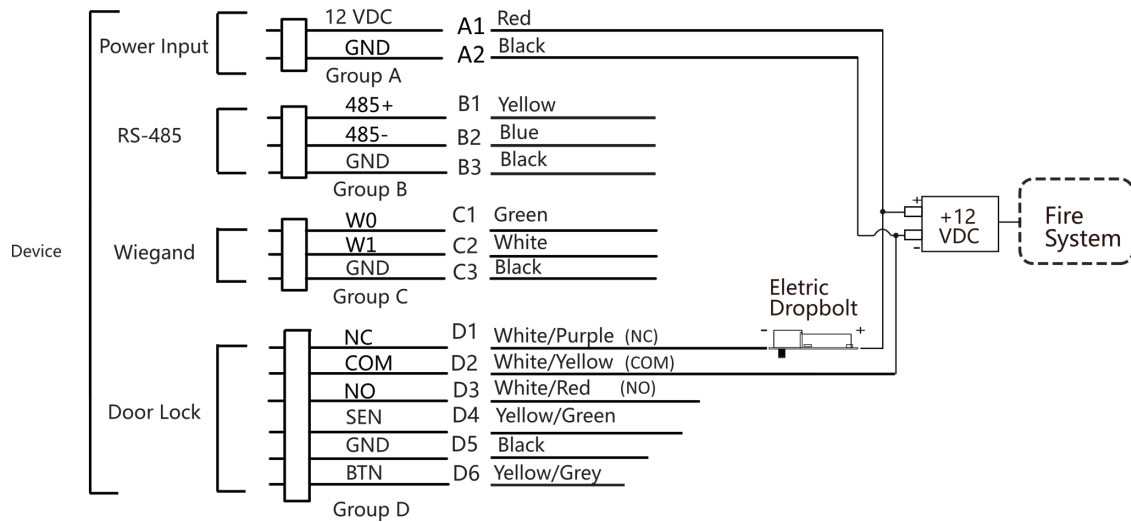 12 VDC A1 Red
Power Input GND A2 Black
Group A
485+ B1 Yellow
RS-485 485- B2 Blue
GND B3 Black
Group B
W0 C1 Green
Wiegand W1 C2 White
GND C3 Black
Group C
Device
+ +12
VDC
-
Fire
System
Eletric
Dropbolt
- +
NC D1 White/Purple (NC)
COM D2 White/Yellow (COM)
NO D3 White/Red (NO)
Door Lock SEN D4 Yellow/Green
GND D5 Black
BTN D6 Yellow/Grey
Group D